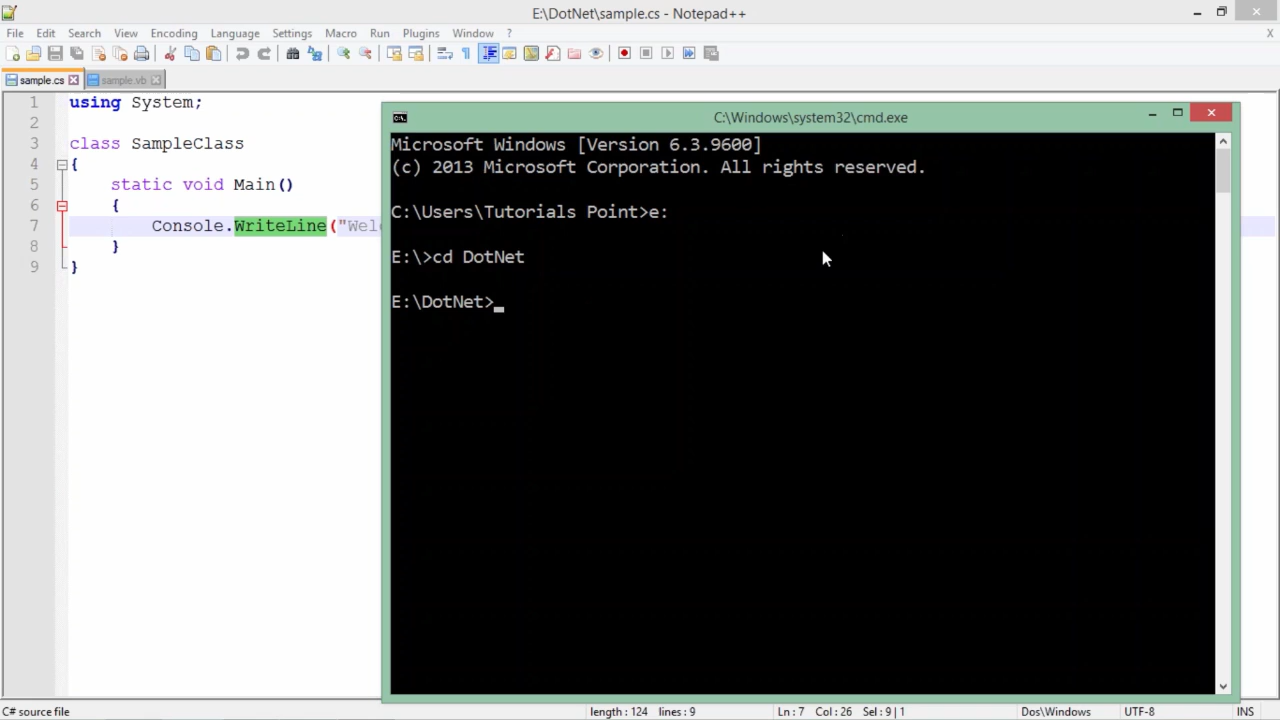 E:\DotNet\sample.cs - Notepad++
File Edit Search View Encoding Language Settings Macro Run Plugins Window ? X
sample.cs sample.vb
1 using System;
2
3 class SampleClass
4 {
5 static void Main()
6 {
7 Console.WriteLine("Welc
8 }
9 }
C:\Windows\system32\cmd.exe
Microsoft Windows [Version 6.3.9600]
(c) 2013 Microsoft Corporation. All rights reserved.
C:\Users\Tutorials Point>e:
E:\>cd DotNet
E:\DotNet>_
C# source file length : 124 lines : 9 Ln : 7 Col : 26 Sel : 9 | 1 Dos\Windows UTF-8 INS